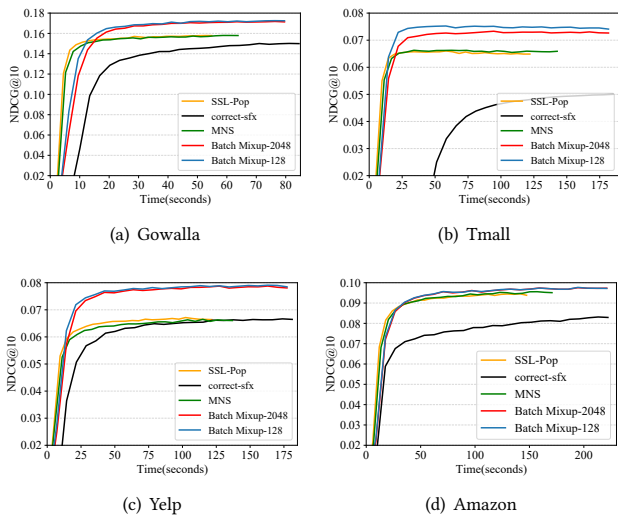 0.18
0.16
0.14
0.12
0.10
0.08
0.06
0.04
0.02
NDCG@10
0 10 20 30 40 50 60 70 80
Time(seconds)
SSL-Pop
correct-sfx
MNS
Batch Mixup-2048
Batch Mixup-128
(a) Gowalla
0.08
0.07
0.06
0.05
0.04
0.03
0.02
NDCG@10
0 25 50 75 100 125 150 175
Time(seconds)
SSL-Pop
correct-sfx
MNS
Batch Mixup-2048
Batch Mixup-128
(b) Tmall
0.08
0.07
0.06
0.05
0.04
0.03
0.02
NDCG@10
0 25 50 75 100 125 150 175
Time(seconds)
SSL-Pop
correct-sfx
MNS
Batch Mixup-2048
Batch Mixup-128
(c) Yelp
0.10
0.09
0.08
0.07
0.06
0.05
0.04
0.03
0.02
NDCG@10
0 50 100 150 200
Time(seconds)
SSL-Pop
correct-sfx
MNS
Batch Mixup-2048
Batch Mixup-128
(d) Amazon